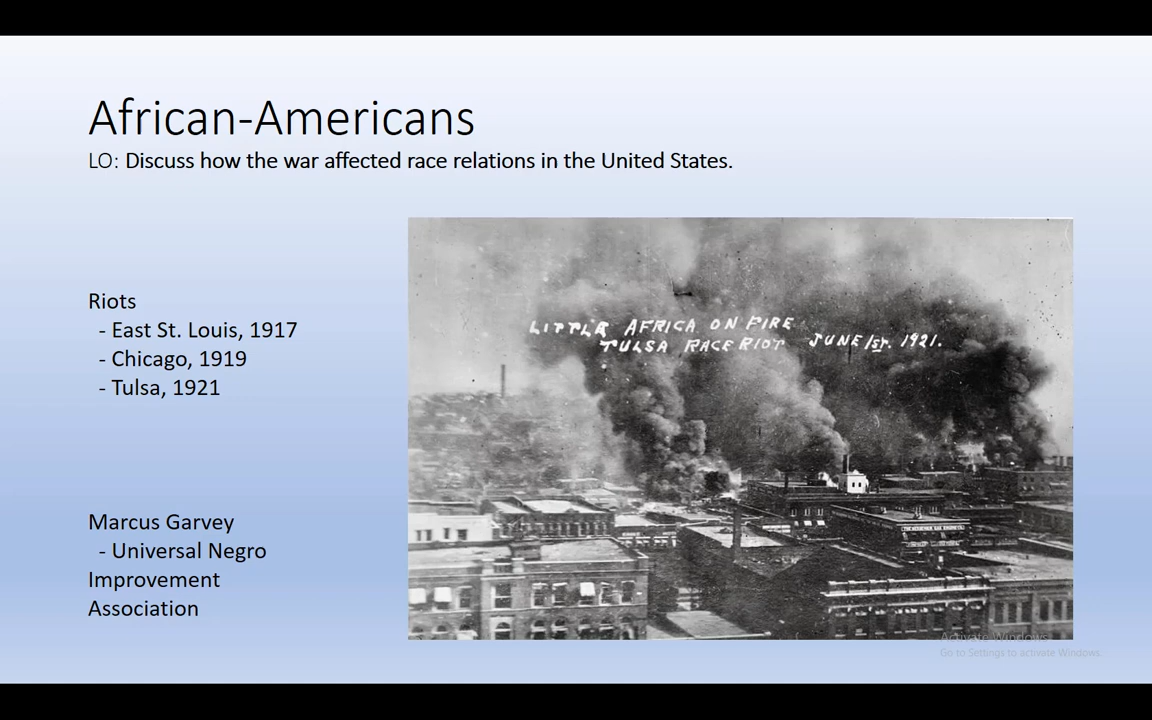 African-Americans
LO: Discuss how the war affected race relations in the United States.
Riots
- East St. Louis, 1917
- Chicago, 1919
- Tulsa, 1921
Marcus Garvey
- Universal Negro
Improvement
Association
LITTLE AFRICA ON FIRE
TULSA RACE RIOT JUNE 1ST. 1921.
Activate Windows
Go to Settings to activate Windows.